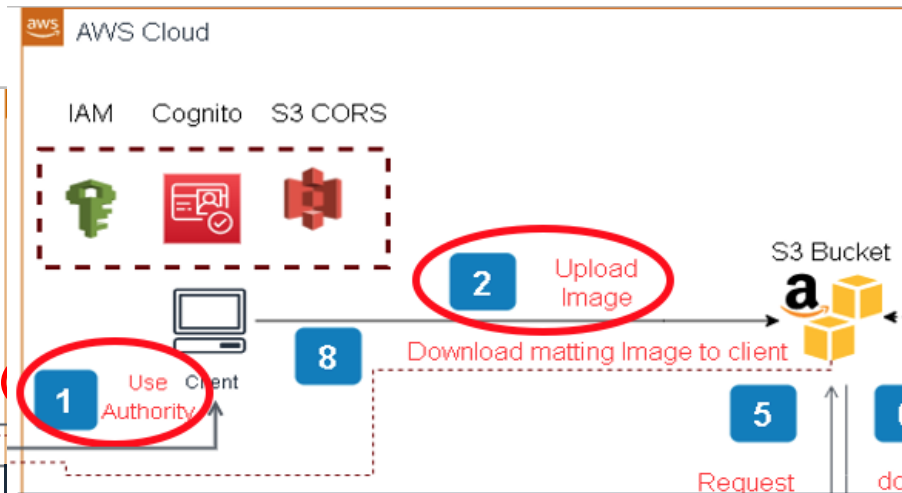 aws
AWS Cloud
IAM Cognito S3 CORS
S3 Bucket
2 Upload
Image
8 Download matting Image to client
1 Use Client
Authority
5
Request